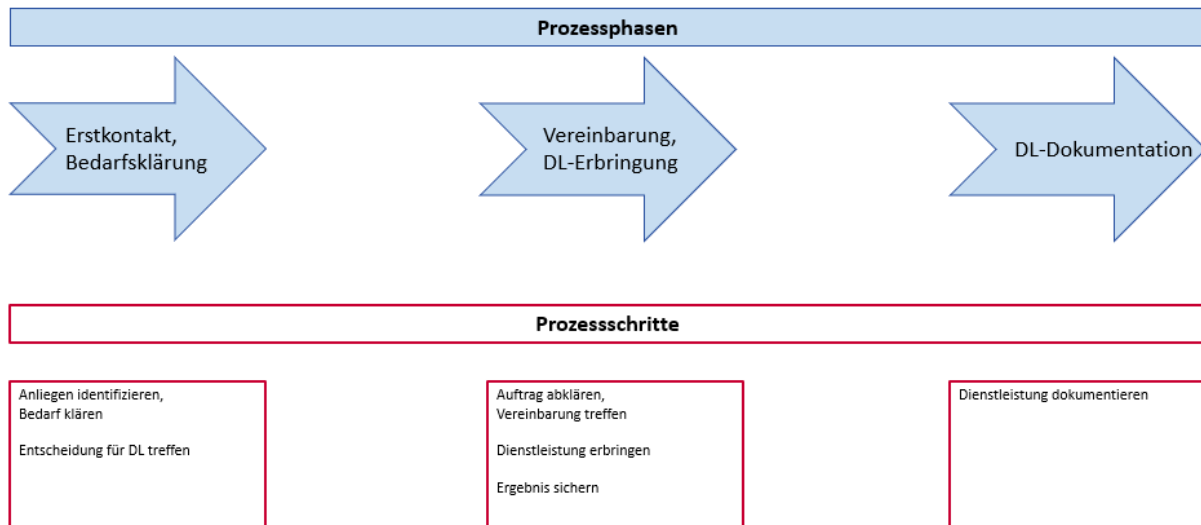 Prozessphasen
Erstkontakt,
Bedarfsklärung
Vereinbarung,
DL-Erbringung
DL-Dokumentation
Prozessschritte
Anliegen identifizieren,
Bedarf klären
Entscheidung für DL treffen
Auftrag abklären,
Vereinbarung treffen
Dienstleistung erbringen
Ergebnis sichern
Dienstleistung dokumentieren